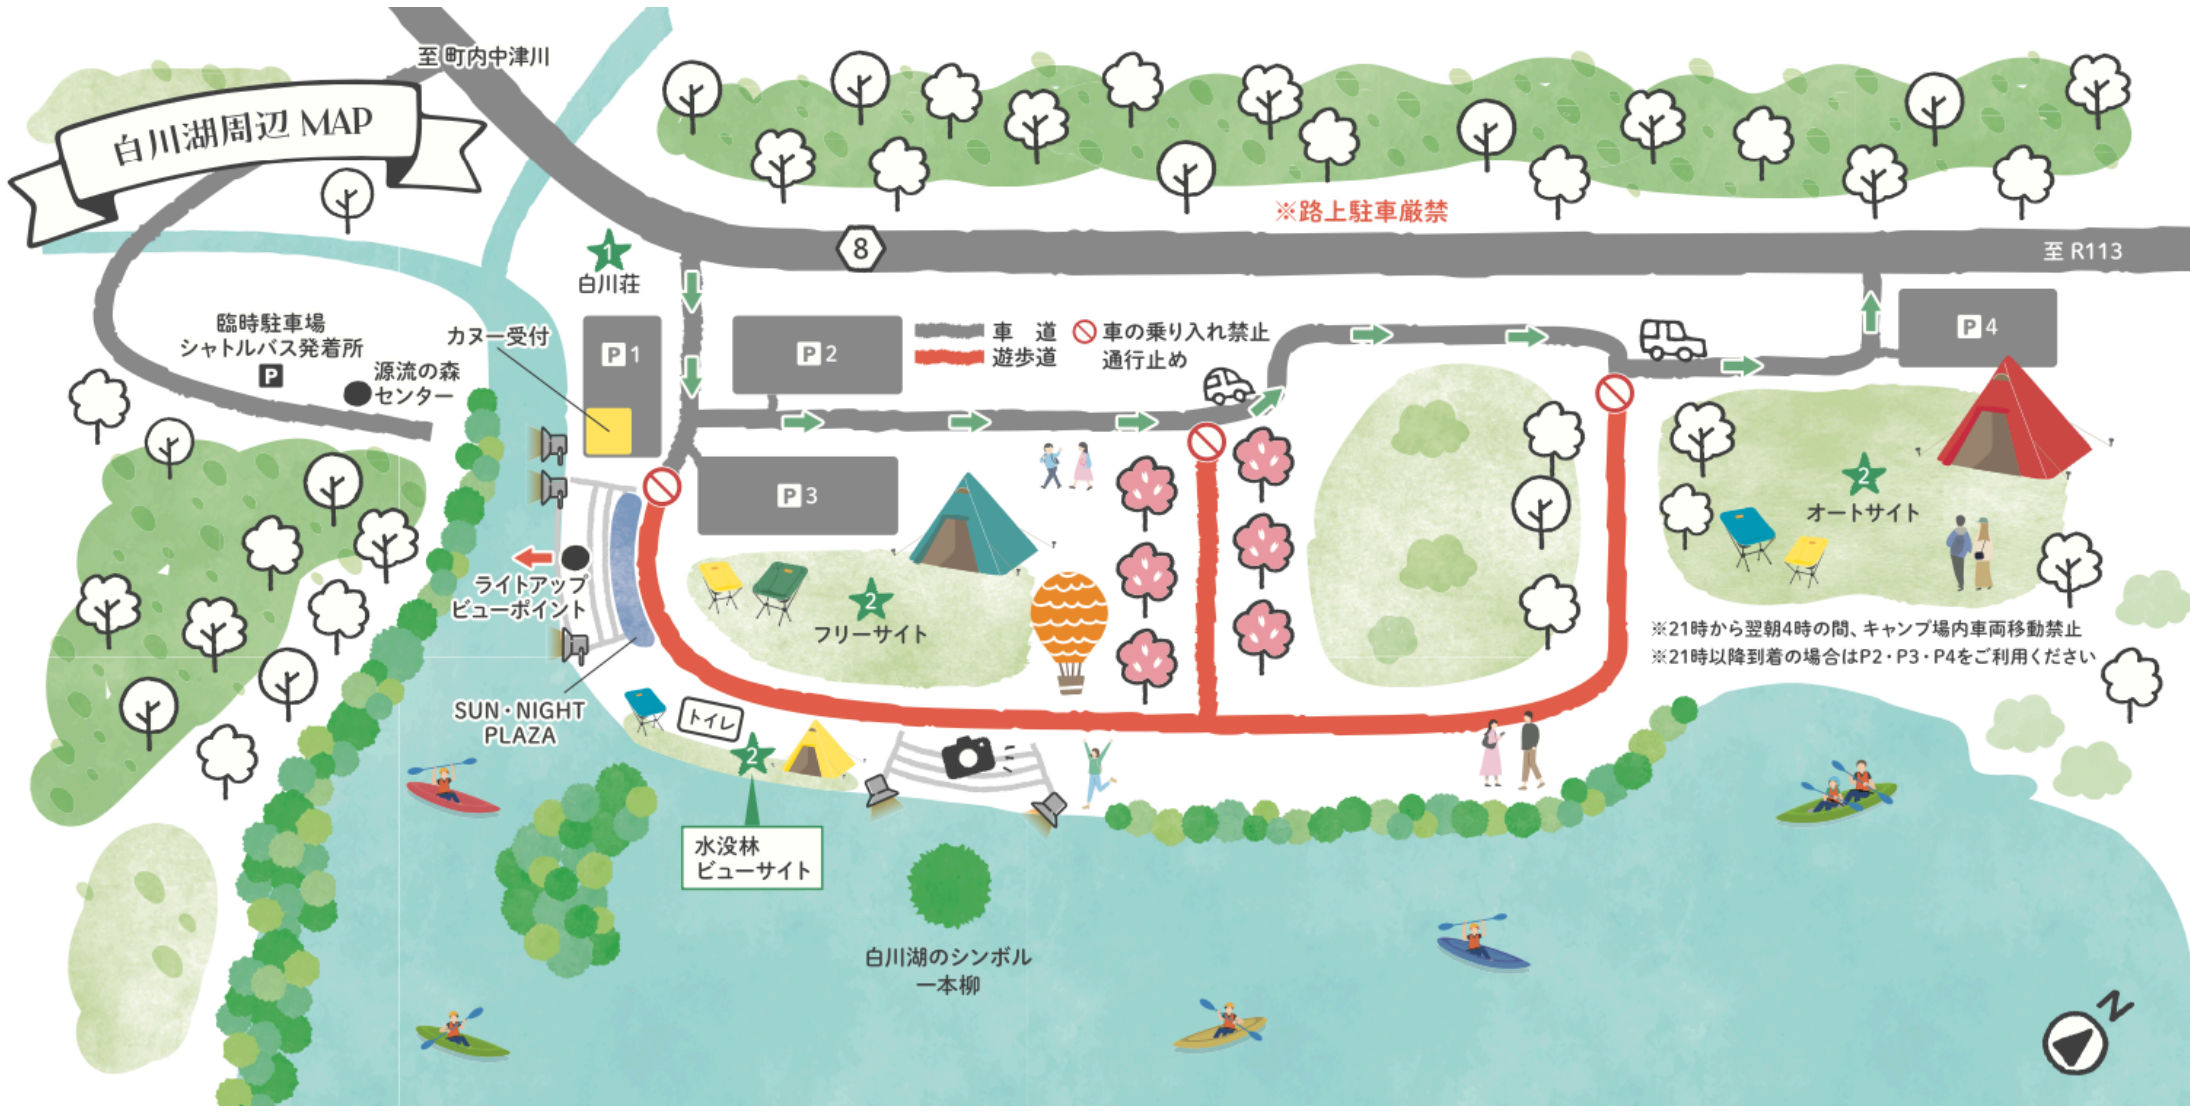 至 町内中津川
白川湖周辺 MAP
※路上駐車厳禁
8
至 R113
1
白川荘
臨時駐車場
シャトルバス発着所
P
源流の森
センター
カヌー受付
P 1
P 2
車 道
遊歩道
車の乗り入れ禁止
通行止め
P 4
P 3
2
オートサイト
ライトアップ
ビューポイント
2
フリーサイト
※21時から翌朝4時の間、キャンプ場内車両移動禁止
※21時以降到着の場合はP2・P3・P4をご利用ください
SUN・NIGHT
PLAZA
トイレ
2
水没林
ビューサイト
白川湖のシンボル
一本柳
N